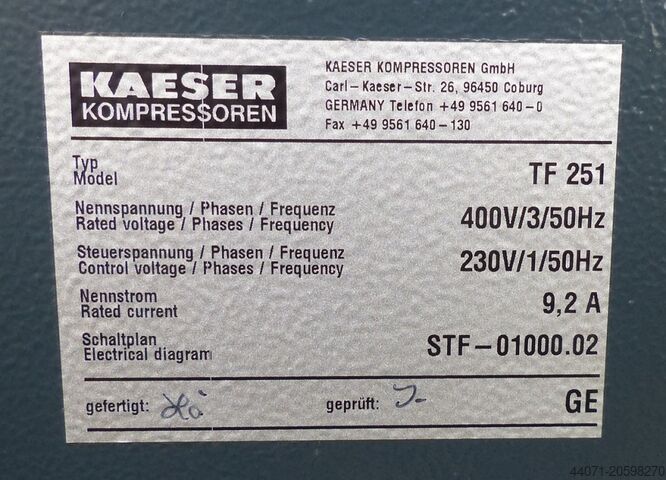 KAESER
KOMPRESSOREN
KAESER KOMPRESSOREN GmbH
Carl-Kaeser-Str. 26, 96450 Coburg
GERMANY Telefon +49 9561 640-0
Fax +49 9561 640-130
Typ
Model
TF 251
Nennspannung / Phasen / Frequenz
Rated voltage / Phases / Frequency
400V/3/50Hz
Steuerspannung / Phasen / Frequenz
Control voltage / Phases / Frequency
230V/1/50Hz
Nennstrom
Rated current
9,2 A
Schaltplan
Electrical diagram
STF-01000.02
gefertigt:
geprüft:
GE
44071-20598270